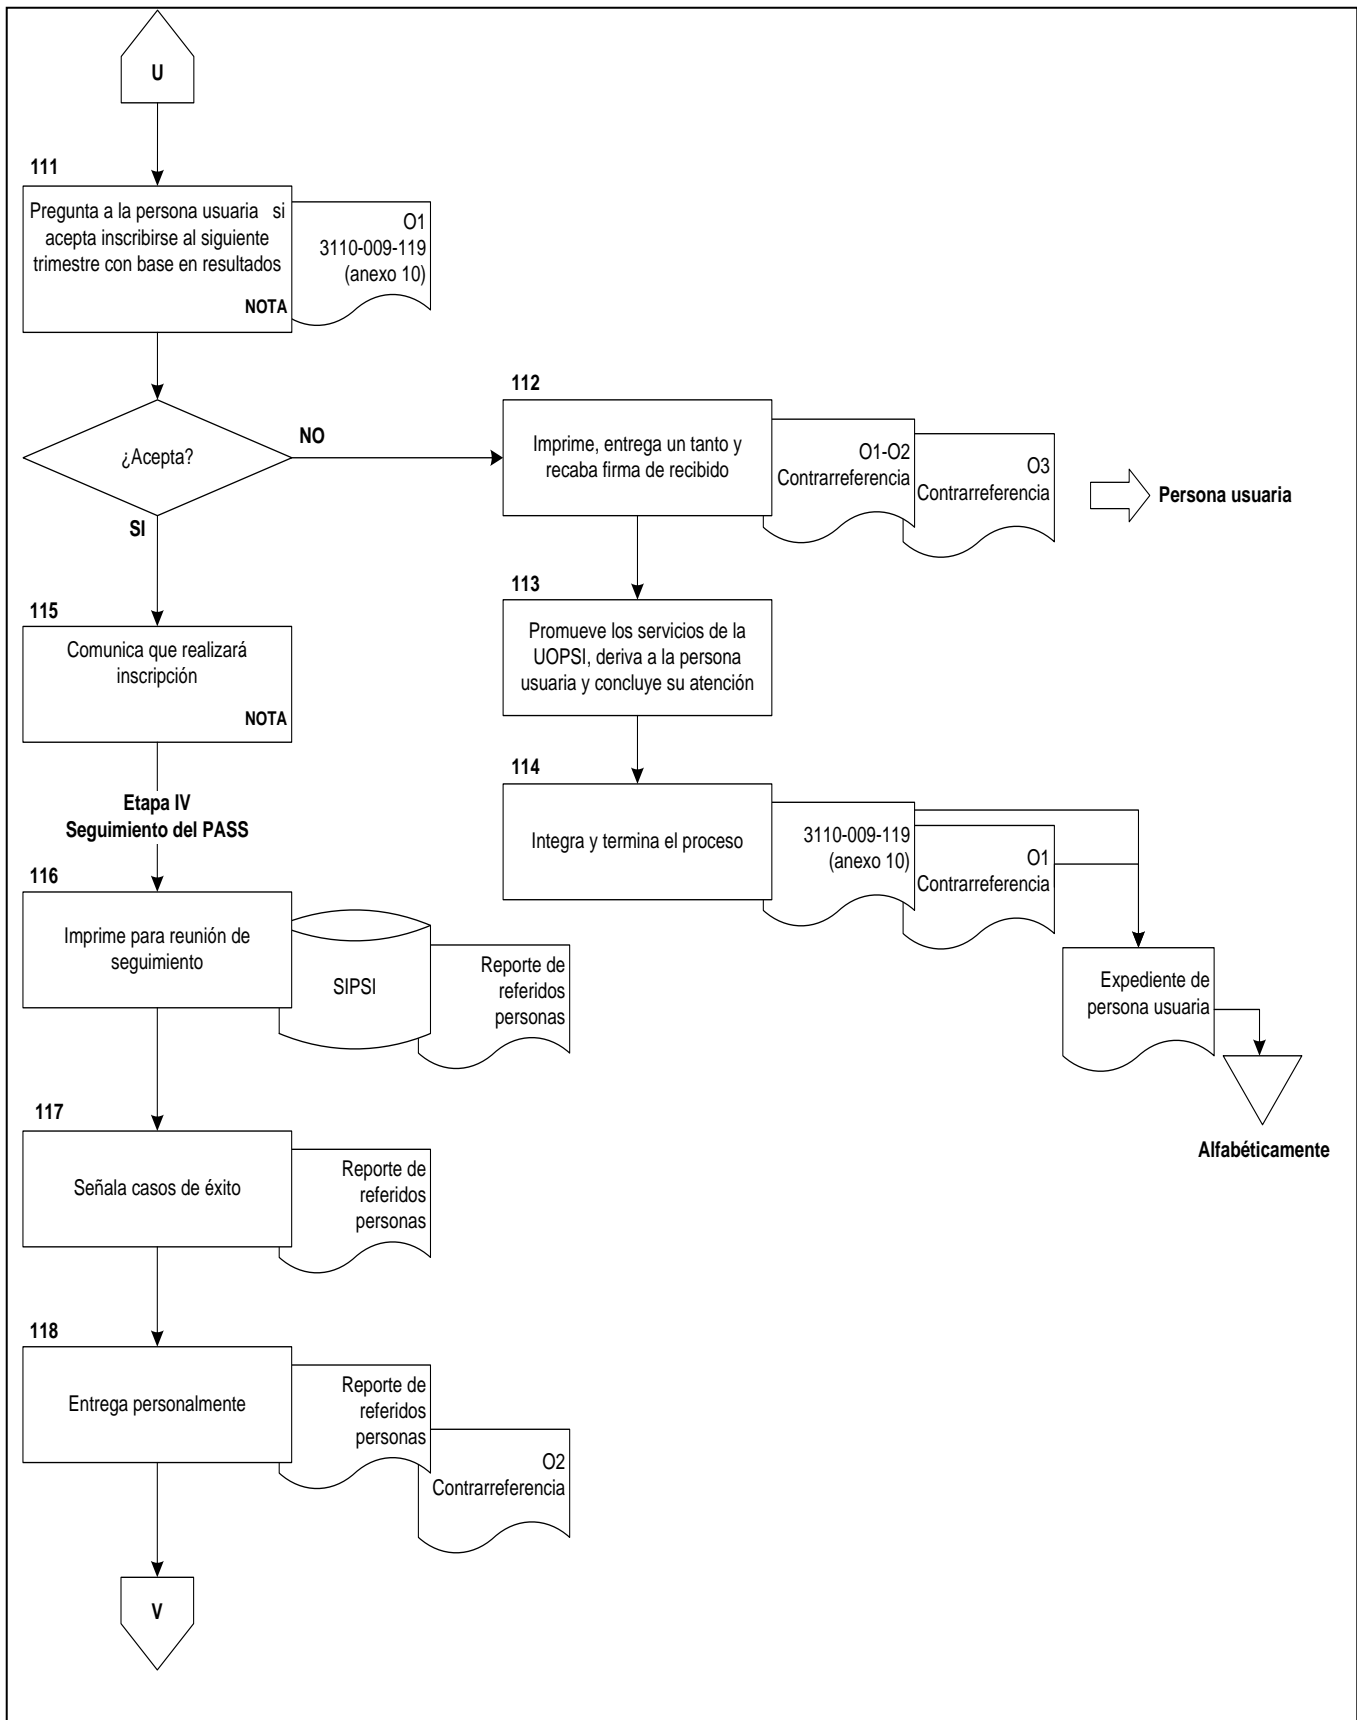 U
111
Pregunta a la persona usuaria si
acepta inscribirse al siguiente
trimestre con base en resultados
NOTA
O1
3110-009-119
(anexo 10)
¿Acepta?
NO
SI
112
Imprime, entrega un tanto y
recaba firma de recibido
O1-O2
Contrarreferencia
O3
Contrarreferencia
Persona usuaria
113
Promueve los servicios de la
UOPSI, deriva a la persona
usuaria y concluye su atención
114
Integra y termina el proceso
3110-009-119
(anexo 10)
O1
Contrarreferencia
Expediente de
persona usuaria
Alfabéticamente
115
Comunica que realizará
inscripción
NOTA
Etapa IV
Seguimiento del PASS
116
Imprime para reunión de
seguimiento
SIPSI
Reporte de
referidos
personas
117
Señala casos de éxito
Reporte de
referidos
personas
118
Entrega personalmente
Reporte de
referidos
personas
O2
Contrarreferencia
V